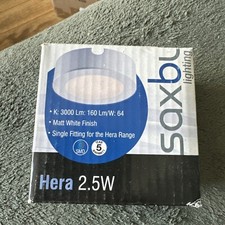 saxby
lighting
• K: 3000 Lm: 160 Lm/W: 64
• Matt White Finish
• Single Fitting for the Hera Range
SMD
5
Hera 2.5W